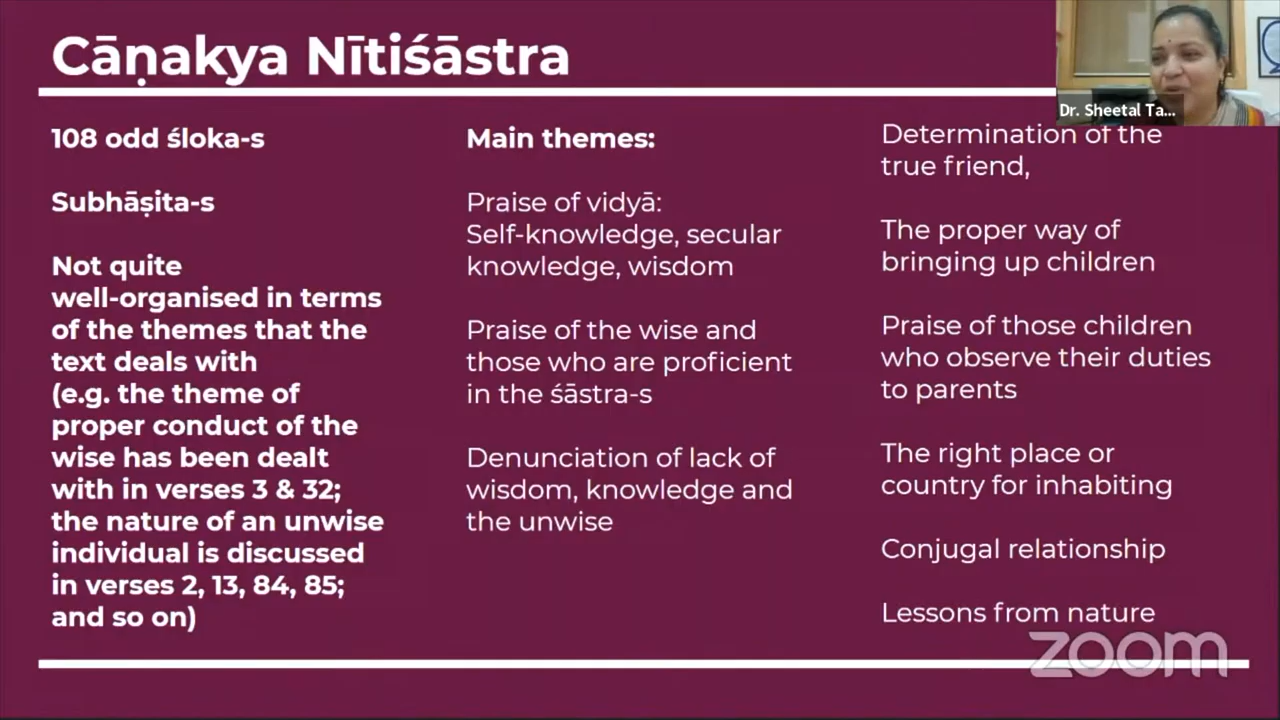 Cāṇakya Nītiśāstra
108 odd śloka-s
Subhāṣita-s
Not quite
well-organised in terms
of the themes that the
text deals with
(e.g. the theme of
proper conduct of the
wise has been dealt
with in verses 3 & 32;
the nature of an unwise
individual is discussed
in verses 2, 13, 84, 85;
and so on)
Main themes:
Praise of vidyā:
Self-knowledge, secular
knowledge, wisdom
Praise of the wise and
those who are proficient
in the śāstra-s
Denunciation of lack of
wisdom, knowledge and
the unwise
Dr. Sheetal Ta...
Determination of the
true friend,
The proper way of
bringing up children
Praise of those children
who observe their duties
to parents
The right place or
country for inhabiting
Conjugal relationship
Lessons from nature
zoom